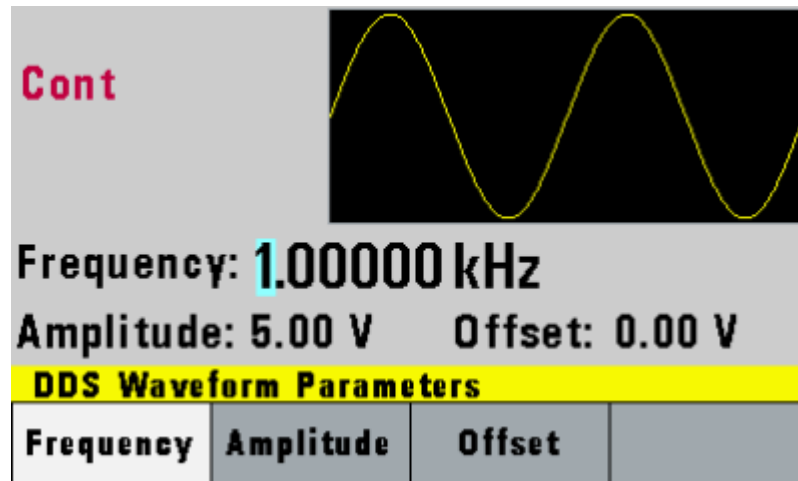 Cont
Frequency: 1.00000 kHz
Amplitude: 5.00 V Offset: 0.00 V
DDS Waveform Parameters
Frequency Amplitude Offset